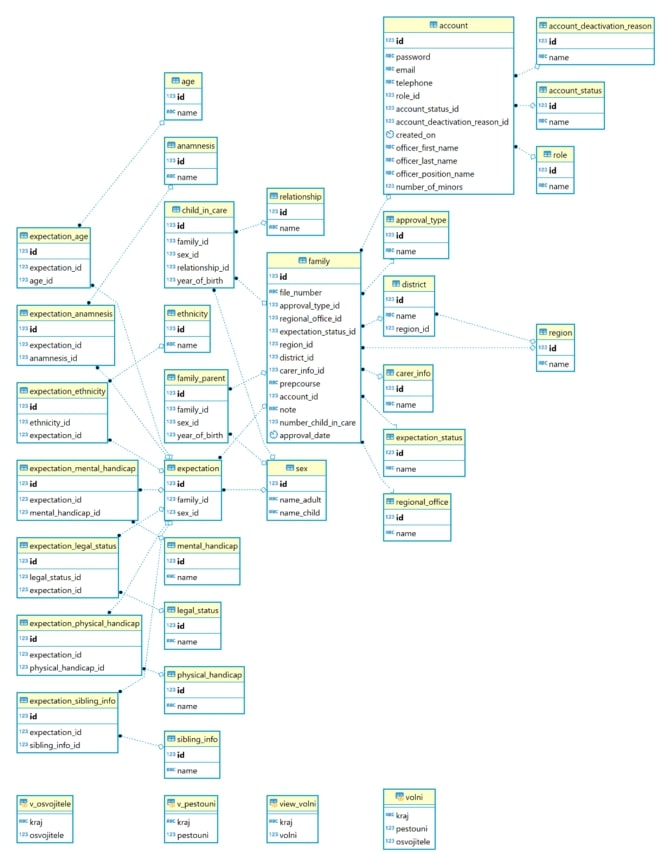 account
123 id
ABC password
ABC email
ABC telephone
123 role_id
123 account_status_id
123 account_deactivation_reason_id
created_on
ABC officer_first_name
ABC officer_last_name
ABC officer_position_name
123 number_of_minors
account_deactivation_reason
123 id
ABC name
account_status
123 id
ABC name
role
123 id
ABC name
age
123 id
ABC name
anamnesis
123 id
ABC name
child_in_care
123 id
123 family_id
123 sex_id
123 relationship_id
123 year_of_birth
relationship
123 id
ABC name
approval_type
123 id
ABC name
expectation_age
123 id
123 expectation_id
123 age_id
family
123 id
ABC file_number
123 approval_type_id
123 regional_office_id
123 expectation_status_id
123 region_id
123 district_id
123 carer_info_id
ABC prepcourse
123 account_id
ABC note
123 number_child_in_care
approval_date
district
123 id
ABC name
123 region_id
region
123 id
ABC name
expectation_anamnesis
123 id
123 expectation_id
123 anamnesis_id
ethnicity
123 id
ABC name
carer_info
123 id
ABC name
expectation_ethnicity
123 id
123 ethnicity_id
123 expectation_id
family_parent
123 id
123 family_id
123 sex_id
123 year_of_birth
expectation_status
123 id
ABC name
expectation_mental_handicap
123 id
123 expectation_id
123 mental_handicap_id
expectation
123 id
123 family_id
123 sex_id
sex
123 id
ABC name_adult
ABC name_child
regional_office
123 id
ABC name
expectation_legal_status
123 id
123 legal_status_id
123 expectation_id
mental_handicap
123 id
ABC name
legal_status
123 id
ABC name
expectation_physical_handicap
123 id
123 expectation_id
123 physical_handicap_id
physical_handicap
123 id
ABC name
expectation_sibling_info
123 id
123 expectation_id
123 sibling_info_id
sibling_info
123 id
ABC name
v_osvojitele
ABC kraj
123 osvojitele
v_pestouni
ABC kraj
123 pestouni
view_volni
ABC kraj
123 volni
volni
ABC kraj
123 pestouni
123 osvojitele